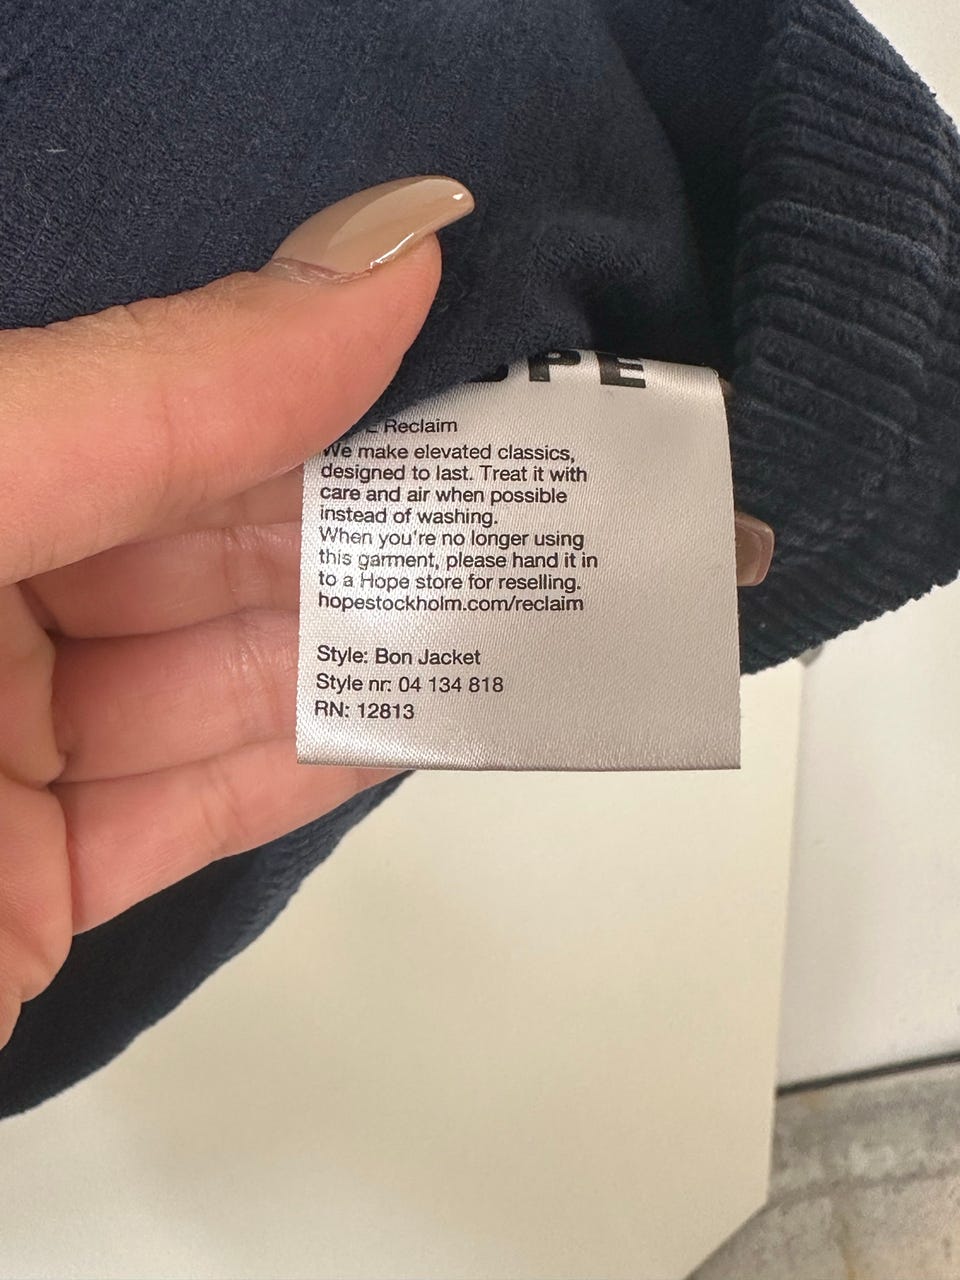 OPE
E Reclaim
We make elevated classics,
designed to last. Treat it with
care and air when possible
instead of washing.
When you're no longer using
this garment, please hand it in
to a Hope store for reselling.
hopestockholm.com/reclaim
Style: Bon Jacket
Style nr: 04 134 818
RN: 12813